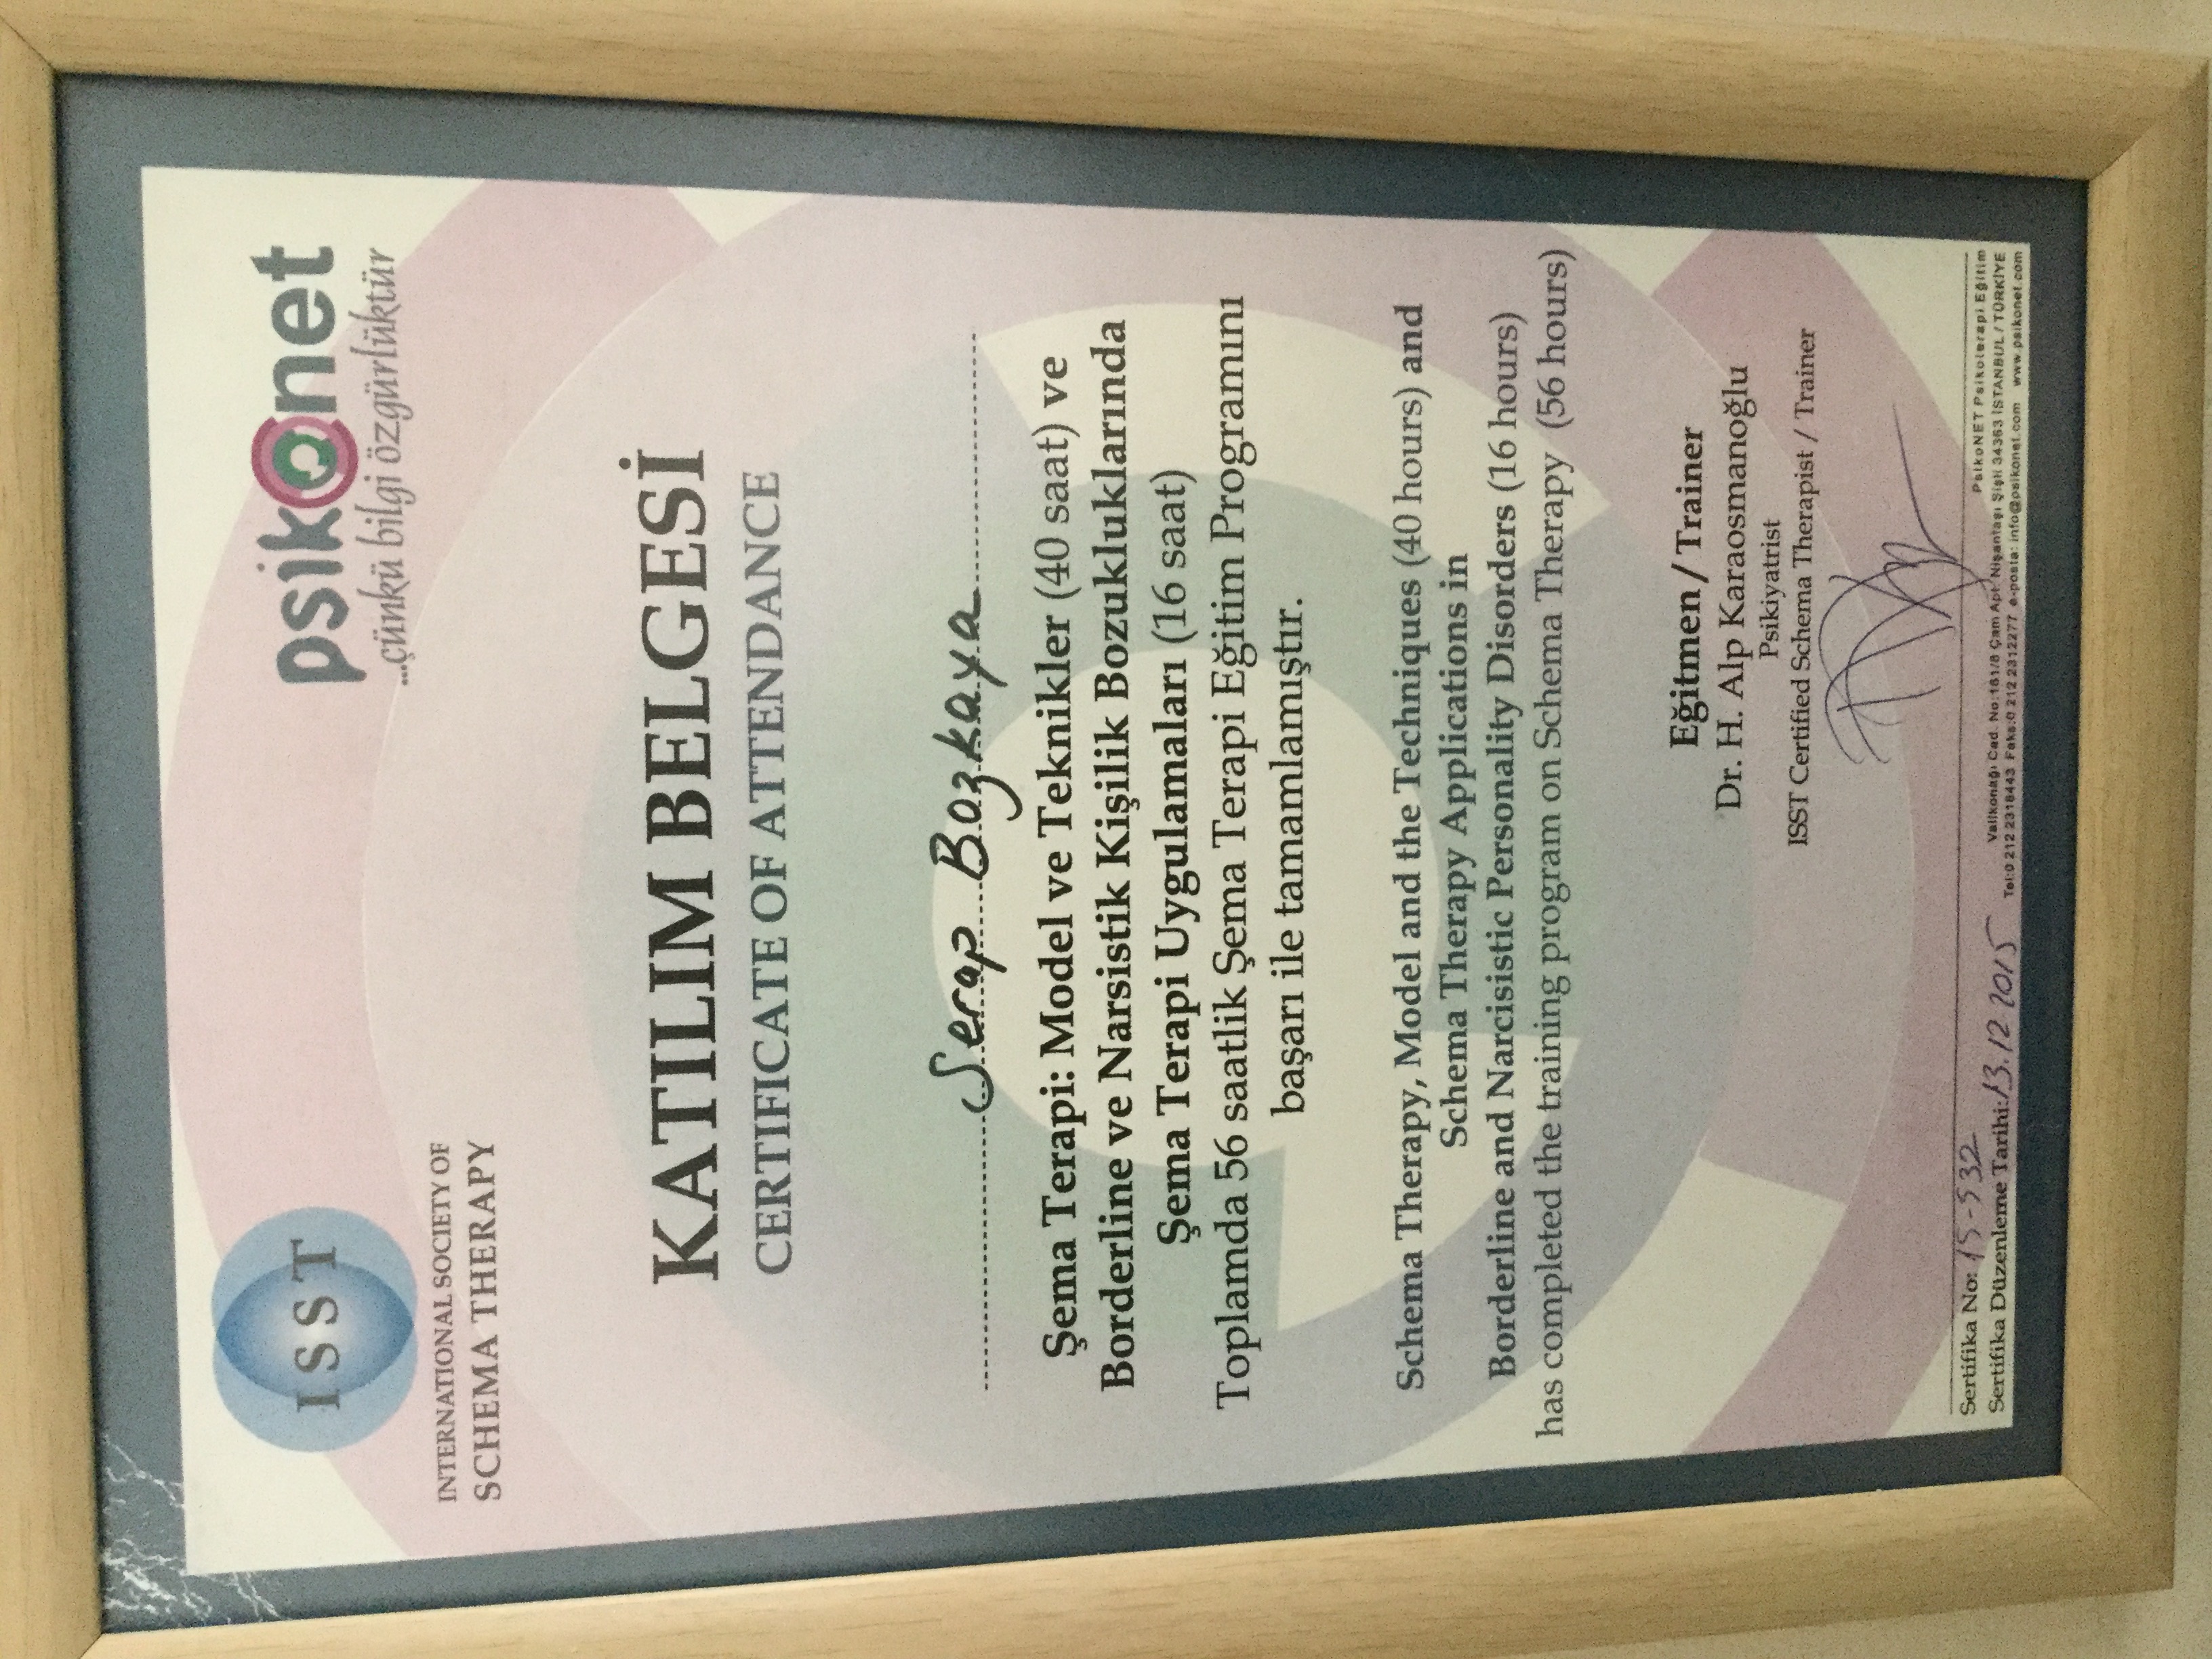 ISST
INTERNATIONAL SOCIETY OF
SCHEMA THERAPY
psikonet
...çünkü bilgi özgürlüktür
KATILIM BELGESİ
CERTIFICATE OF ATTENDANCE
Serap Bozkaya
Şema Terapi: Model ve Teknikler (40 saat) ve
Borderline ve Narsistik Kişilik Bozukluklarında
Şema Terapi Uygulamaları (16 saat)
Toplamda 56 saatlik Şema Terapi Eğitim Programını
başarı ile tamamlamıştır.
Schema Therapy, Model and the Techniques (40 hours) and
Schema Therapy Applications in
Borderline and Narcisistic Personality Disorders (16 hours)
has completed the training program on Schema Therapy (56 hours)
Eğitmen / Trainer
Dr. H. Alp Karaosmanoğlu
Psikiyatrist
ISST Certified Schema Therapist / Trainer
Sertifika No: 15-532
Sertifika Düzenleme Tarihi: 13.12 2015
PsikoNET Psikoterapi Eğitim
Valikonağı Cad. No:161/8 Çam Apt. Nişantaşı Şişli 34363 İSTANBUL / TÜRKİYE
Tel:0 212 2318443 Faks:0 212 2312277 e-posta: info@psikonet.com www.psikonet.com